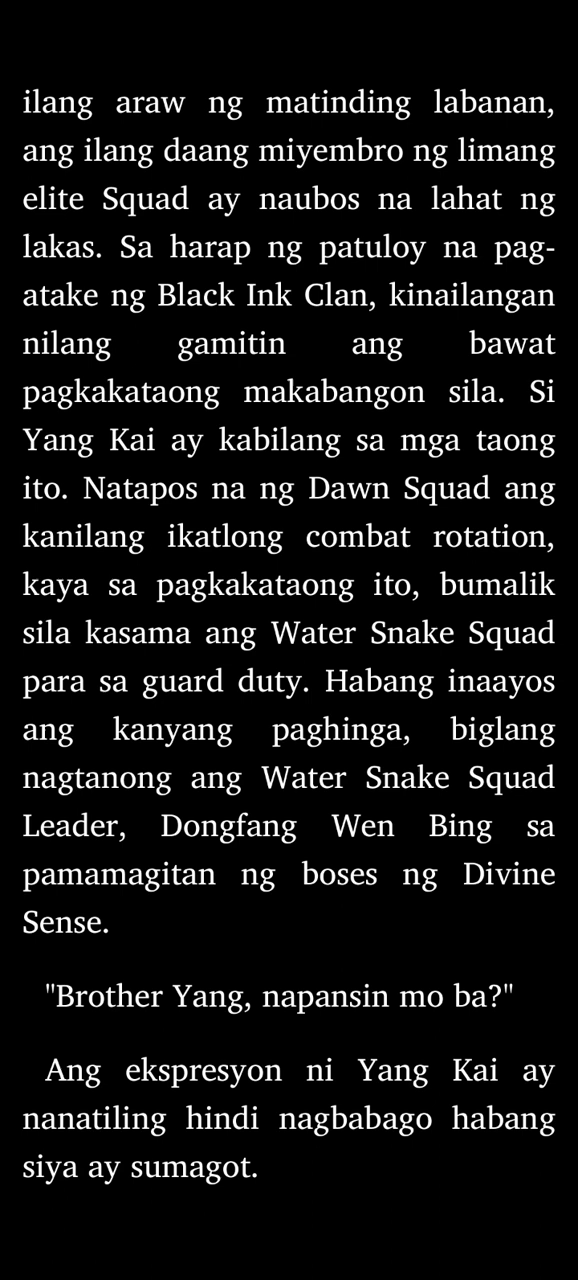 ilang araw ng matinding labanan,
ang ilang daang miyembro ng limang
elite Squad ay naubos na lahat ng
lakas. Sa harap ng patuloy na pag-
atake ng Black Ink Clan, kinailangan
nilang gamitin ang bawat
pagkakataong makabangon sila. Si
Yang Kai ay kabilang sa mga taong
ito. Natapos na ng Dawn Squad ang
kanilang ikatlong combat rotation,
kaya sa pagkakataong ito, bumalik
sila kasama ang Water Snake Squad
para sa guard duty. Habang inaayos
ang kanyang paghinga, biglang
nagtanong ang Water Snake Squad
Leader, Dongfang Wen Bing sa
pamamagitan ng boses ng Divine
Sense.
"Brother Yang, napansin mo ba?"
Ang ekspresyon ni Yang Kai ay
nanatiling hindi nagbabago habang
siya ay sumagot.